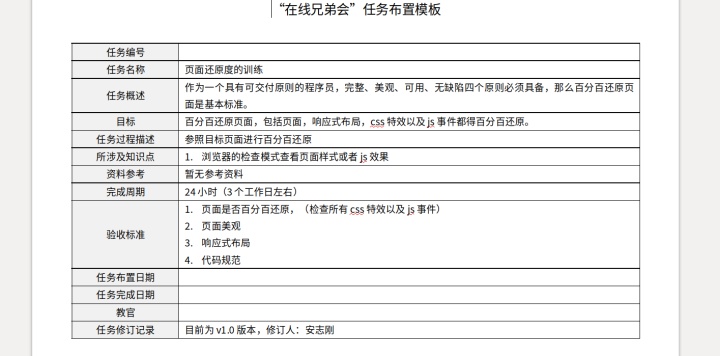 “在线兄弟会”任务布置模板
任务编号
任务名称 页面还原度的训练
任务概述 作为一个具有可交付原则的程序员，完整、美观、可用、无缺陷四个原则必须具备，那么百分百还原页
面是基本标准。
目标 百分百还原页面，包括页面，响应式布局，css 特效以及 js 事件都得百分百还原。
任务过程描述 参照目标页面进行百分百还原
所涉及知识点 1. 浏览器的检查模式查看页面样式或者 js 效果
资料参考 暂无参考资料
完成周期 24 小时（3 个工作日左右）
验收标准 1. 页面是否百分百还原，（检查所有 css 特效以及 js 事件）
2. 页面美观
3. 响应式布局
4. 代码规范
任务布置日期
任务完成日期
教官
任务修订记录 目前为 v1.0 版本，修订人：安志刚